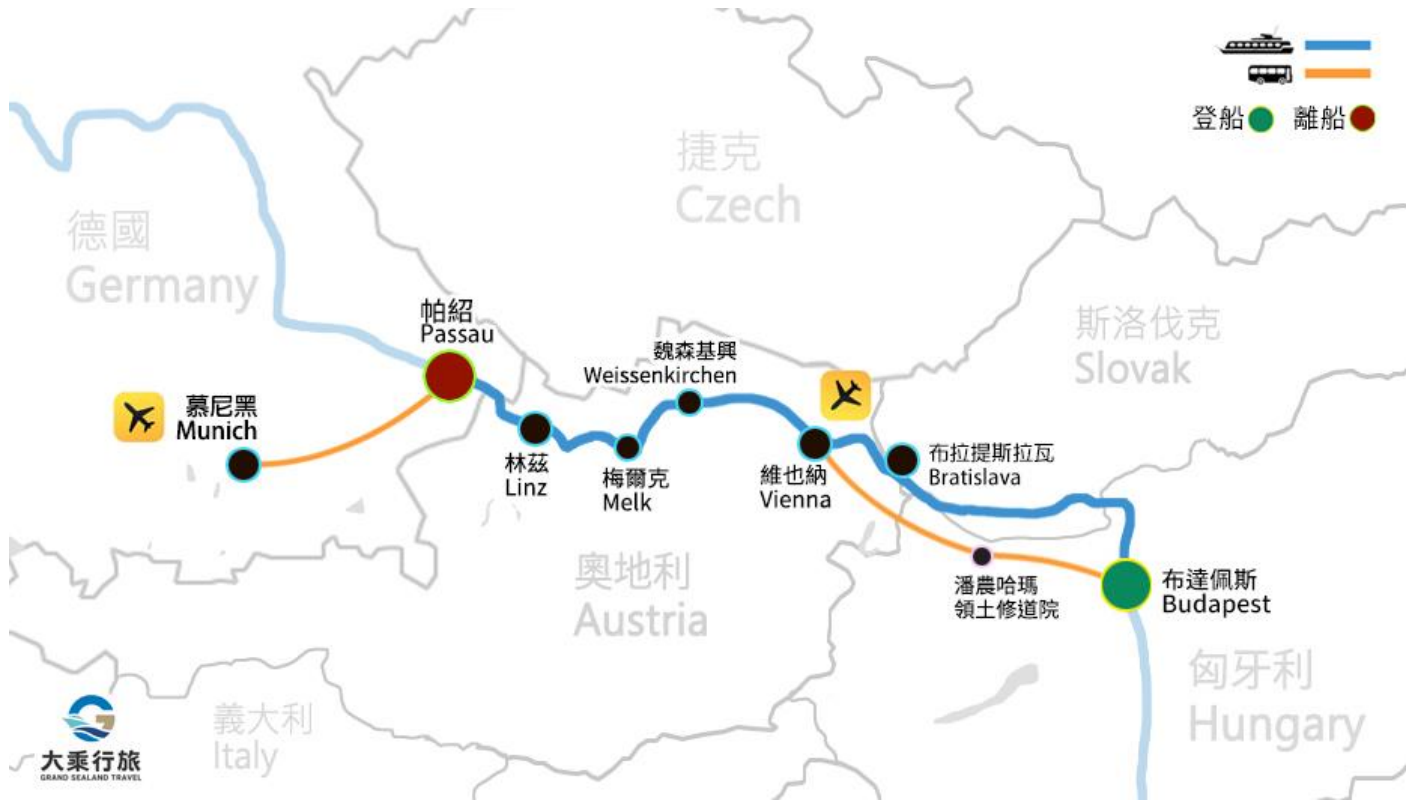 登船 離船
捷克
Czech
德國
Germany
帕紹
Passau
斯洛伐克
Slovak
魏森基興
Weissenkirchen
慕尼黑
Munich
林茲
Linz
梅爾克
Melk
維也納
Vienna
布拉提斯拉瓦
Bratislava
潘農哈瑪
領土修道院
布達佩斯
Budapest
奧地利
Austria
匈牙利
Hungary
義大利
Italy
大乘行旅
GRAND SEALAND TRAVEL